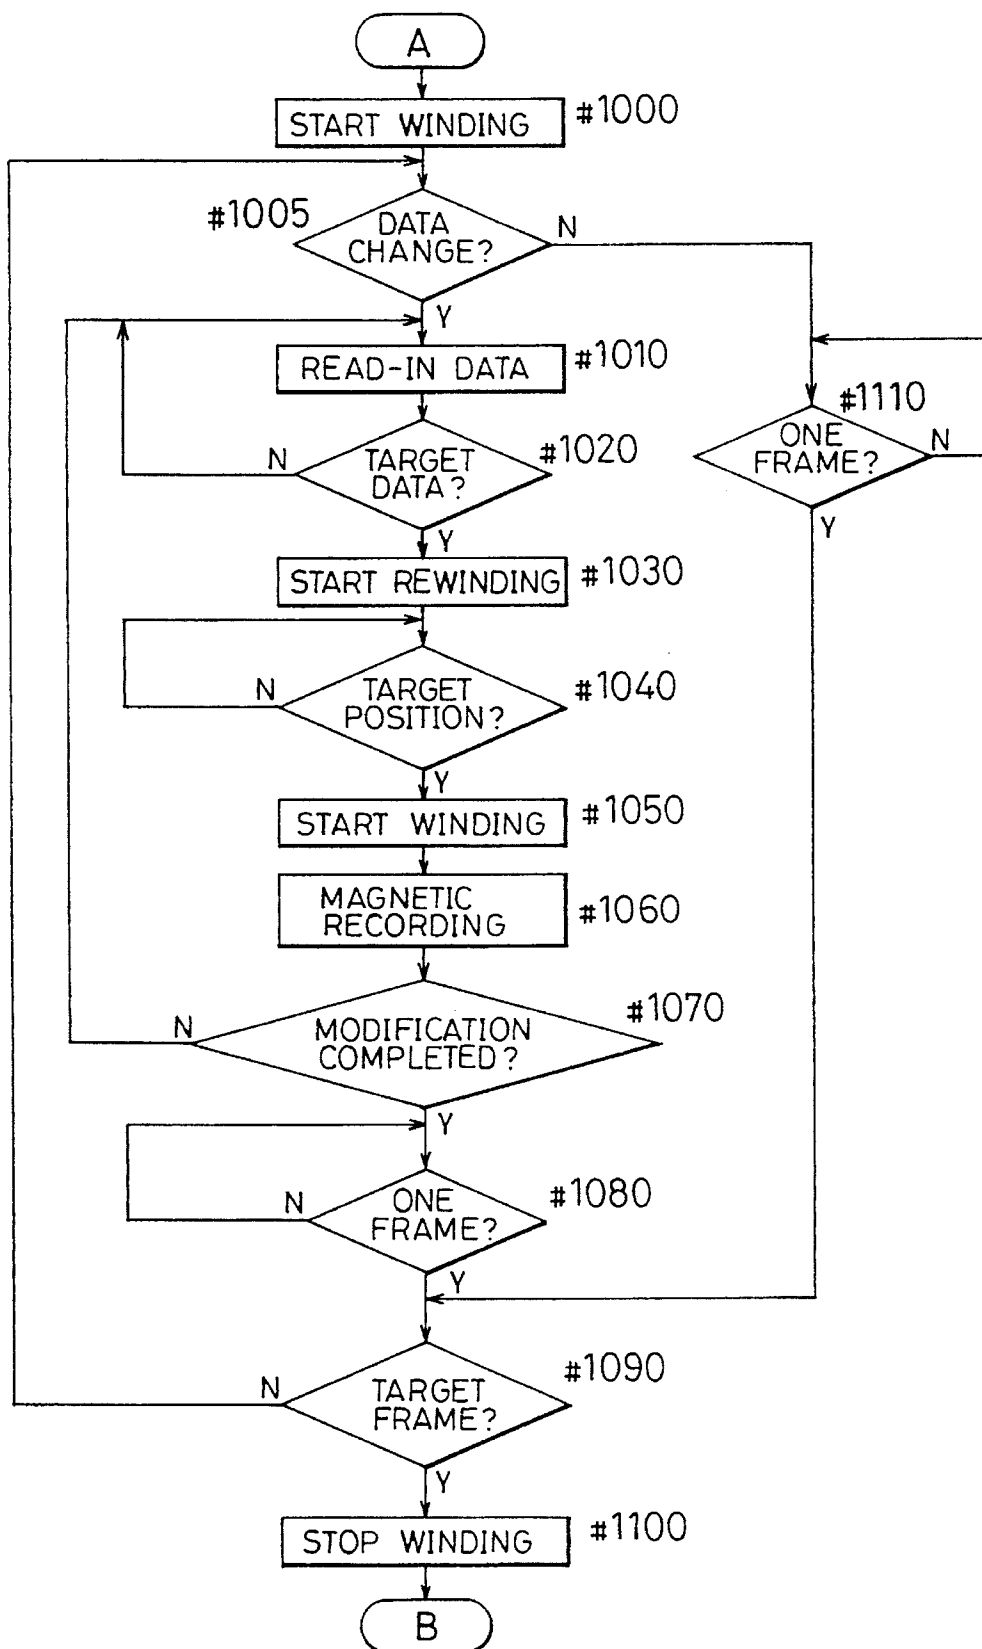 A
START WINDING
#1000
#1005
DATA
CHANGE?
N
Y
READ-IN DATA
#1010
#1110
ONE
FRAME?
N
Y
TARGET
DATA?
#1020
N
Y
START REWINDING
#1030
TARGET
POSITION?
#1040
N
Y
START WINDING
#1050
MAGNETIC
RECORDING
#1060
MODIFICATION
COMPLETED?
#1070
N
Y
ONE
FRAME?
#1080
N
Y
TARGET
FRAME?
#1090
N
Y
STOP WINDING
#1100
B